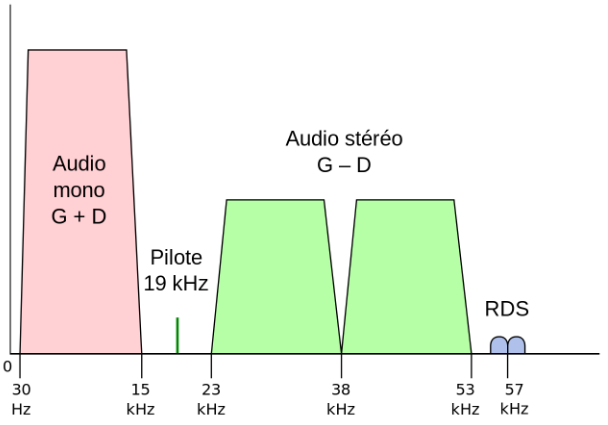 Audio
mono
G + D
Audio stéréo
G – D
Pilote
19 kHz
RDS
0
30
Hz
15
kHz
23
kHz
38
kHz
53
kHz
57
kHz